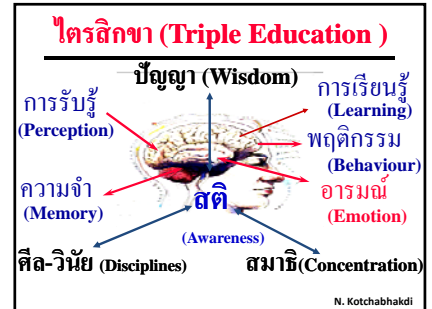 ไตรสิกขา (Triple Education )
ปัญญา (Wisdom)
การรับรู้
(Perception)
การเรียนรู้
(Learning)
พฤติกรรม
(Behaviour)
ความจำ
(Memory)
สติ
(Awareness)
อารมณ์
(Emotion)
ศีล-วินัย (Disciplines)
สมาธิ(Concentration)
N. Kotchabhakdi